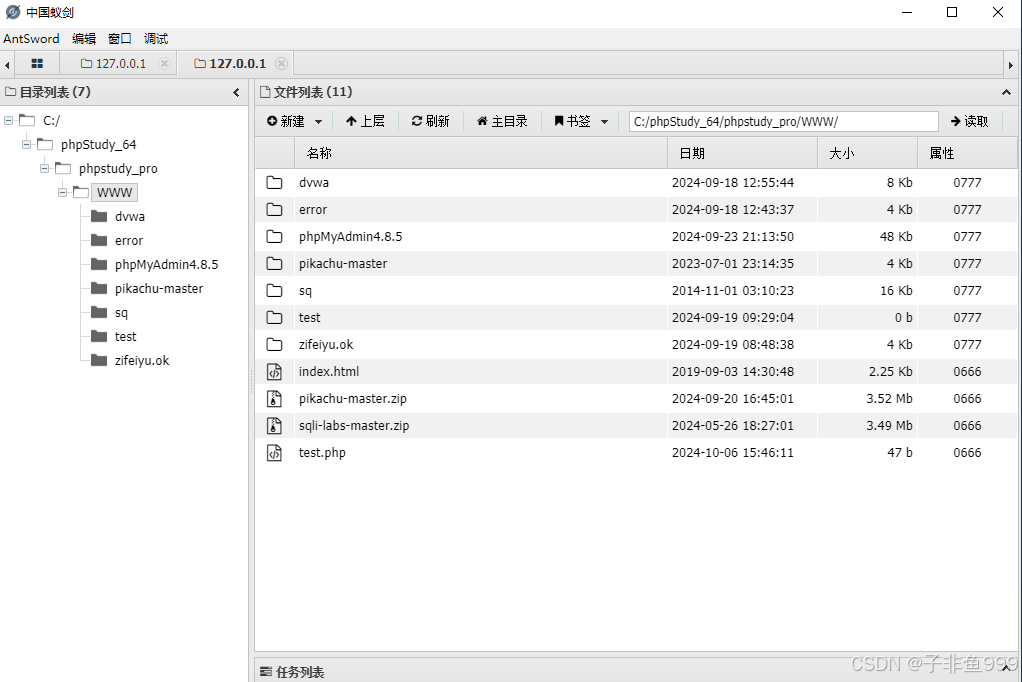 中国蚁剑
AntSword 编辑 窗口 调试
127.0.0.1 127.0.0.1
目录列表 (7)
C:/
phpStudy_64
phpstudy_pro
WWW
dvwa
error
phpMyAdmin4.8.5
pikachu-master
sq
test
zifeiyu.ok
文件列表 (11)
新建 上层 刷新 主目录 书签 C:/phpStudy_64/phpstudy_pro/WWW/ 读取
名称 日期 大小 属性
dvwa 2024-09-18 12:55:44 8 Kb 0777
error 2024-09-18 12:43:37 4 Kb 0777
phpMyAdmin4.8.5 2024-09-23 21:13:50 48 Kb 0777
pikachu-master 2023-07-01 23:14:35 4 Kb 0777
sq 2014-11-01 03:10:23 16 Kb 0777
test 2024-09-19 09:29:04 0 b 0777
zifeiyu.ok 2024-09-19 08:48:38 4 Kb 0777
index.html 2019-09-03 14:30:48 2.25 Kb 0666
pikachu-master.zip 2024-09-20 16:45:01 3.52 Mb 0666
sqli-labs-master.zip 2024-05-26 18:27:01 3.49 Mb 0666
test.php 2024-10-06 15:46:11 47 b 0666
任务列表
CSDN @子非鱼999